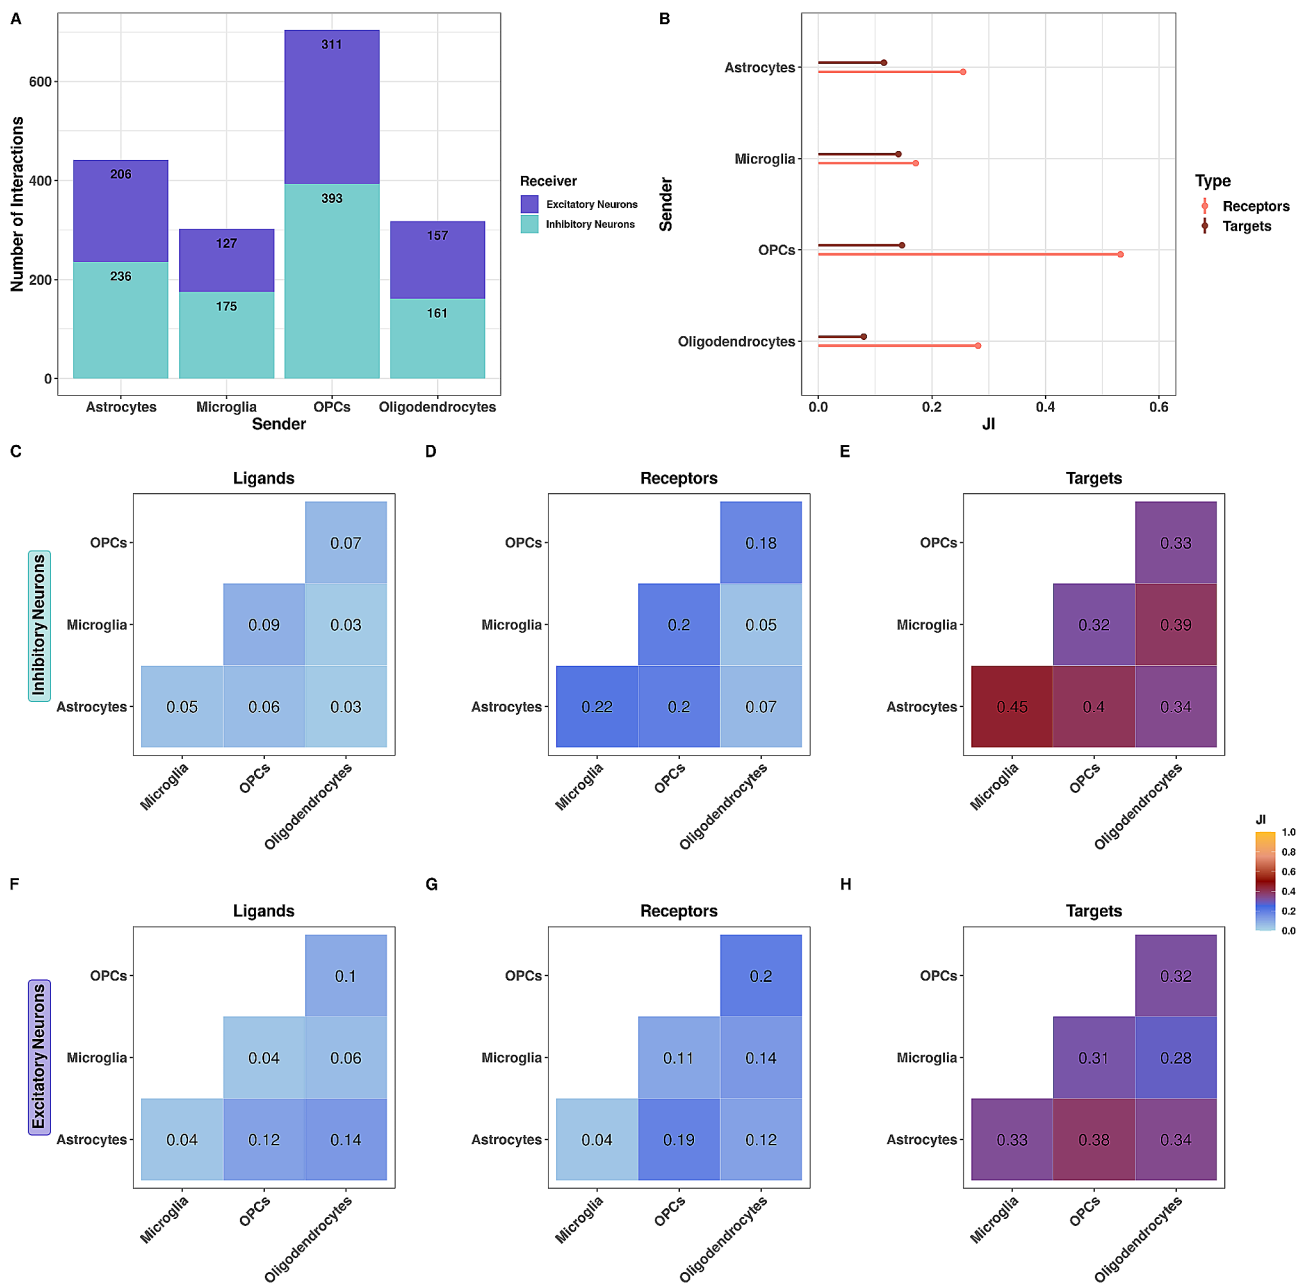 A
Number of Interactions
600
400
200
0
311
206
393
127
157
236
175
161
Astrocytes Microglia OPCs Oligodendrocytes
Sender
Receiver
Excitatory Neurons
Inhibitory Neurons
B
Sender
Astrocytes
Microglia
OPCs
Oligodendrocytes
0.0 0.2 0.4 0.6
JI
Type
Receptors
Targets
Inhibitory Neurons
C
Ligands
OPCs 0.07
Microglia 0.09 0.03
Astrocytes 0.05 0.06 0.03
Microglia OPCs Oligodendrocytes
D
Receptors
OPCs 0.18
Microglia 0.2 0.05
Astrocytes 0.22 0.2 0.07
Microglia OPCs Oligodendrocytes
E
Targets
OPCs 0.33
Microglia 0.32 0.39
Astrocytes 0.45 0.4 0.34
Microglia OPCs Oligodendrocytes
JI
1.0
0.8
0.6
0.4
0.2
0.0
Excitatory Neurons
F
Ligands
OPCs 0.1
Microglia 0.04 0.06
Astrocytes 0.04 0.12 0.14
Microglia OPCs Oligodendrocytes
G
Receptors
OPCs 0.2
Microglia 0.11 0.14
Astrocytes 0.04 0.19 0.12
Microglia OPCs Oligodendrocytes
H
Targets
OPCs 0.32
Microglia 0.31 0.28
Astrocytes 0.33 0.38 0.34
Microglia OPCs Oligodendrocytes